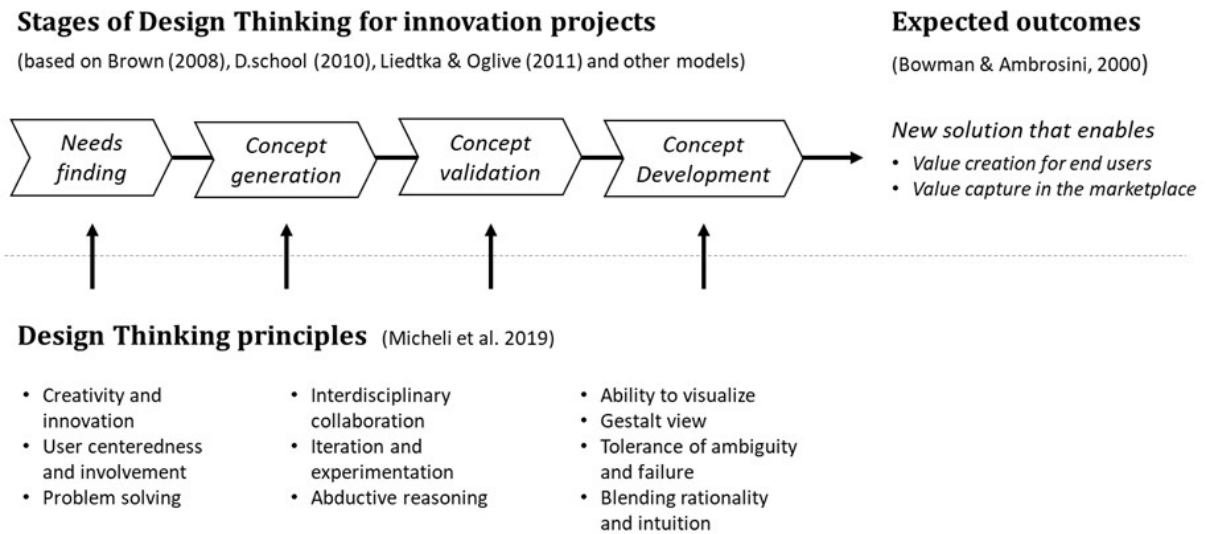 Stages of Design Thinking for innovation projects
(based on Brown (2008), D.school (2010), Liedtka & Oglive (2011) and other models)
Expected outcomes
(Bowman & Ambrosini, 2000)
Needs
finding
Concept
generation
Concept
validation
Concept
Development
New solution that enables
• Value creation for end users
• Value capture in the marketplace
Design Thinking principles (Micheli et al. 2019)
• Creativity and
innovation
• User centeredness
and involvement
• Problem solving
• Interdisciplinary
collaboration
• Iteration and
experimentation
• Abductive reasoning
• Ability to visualize
• Gestalt view
• Tolerance of ambiguity
and failure
• Blending rationality
and intuition